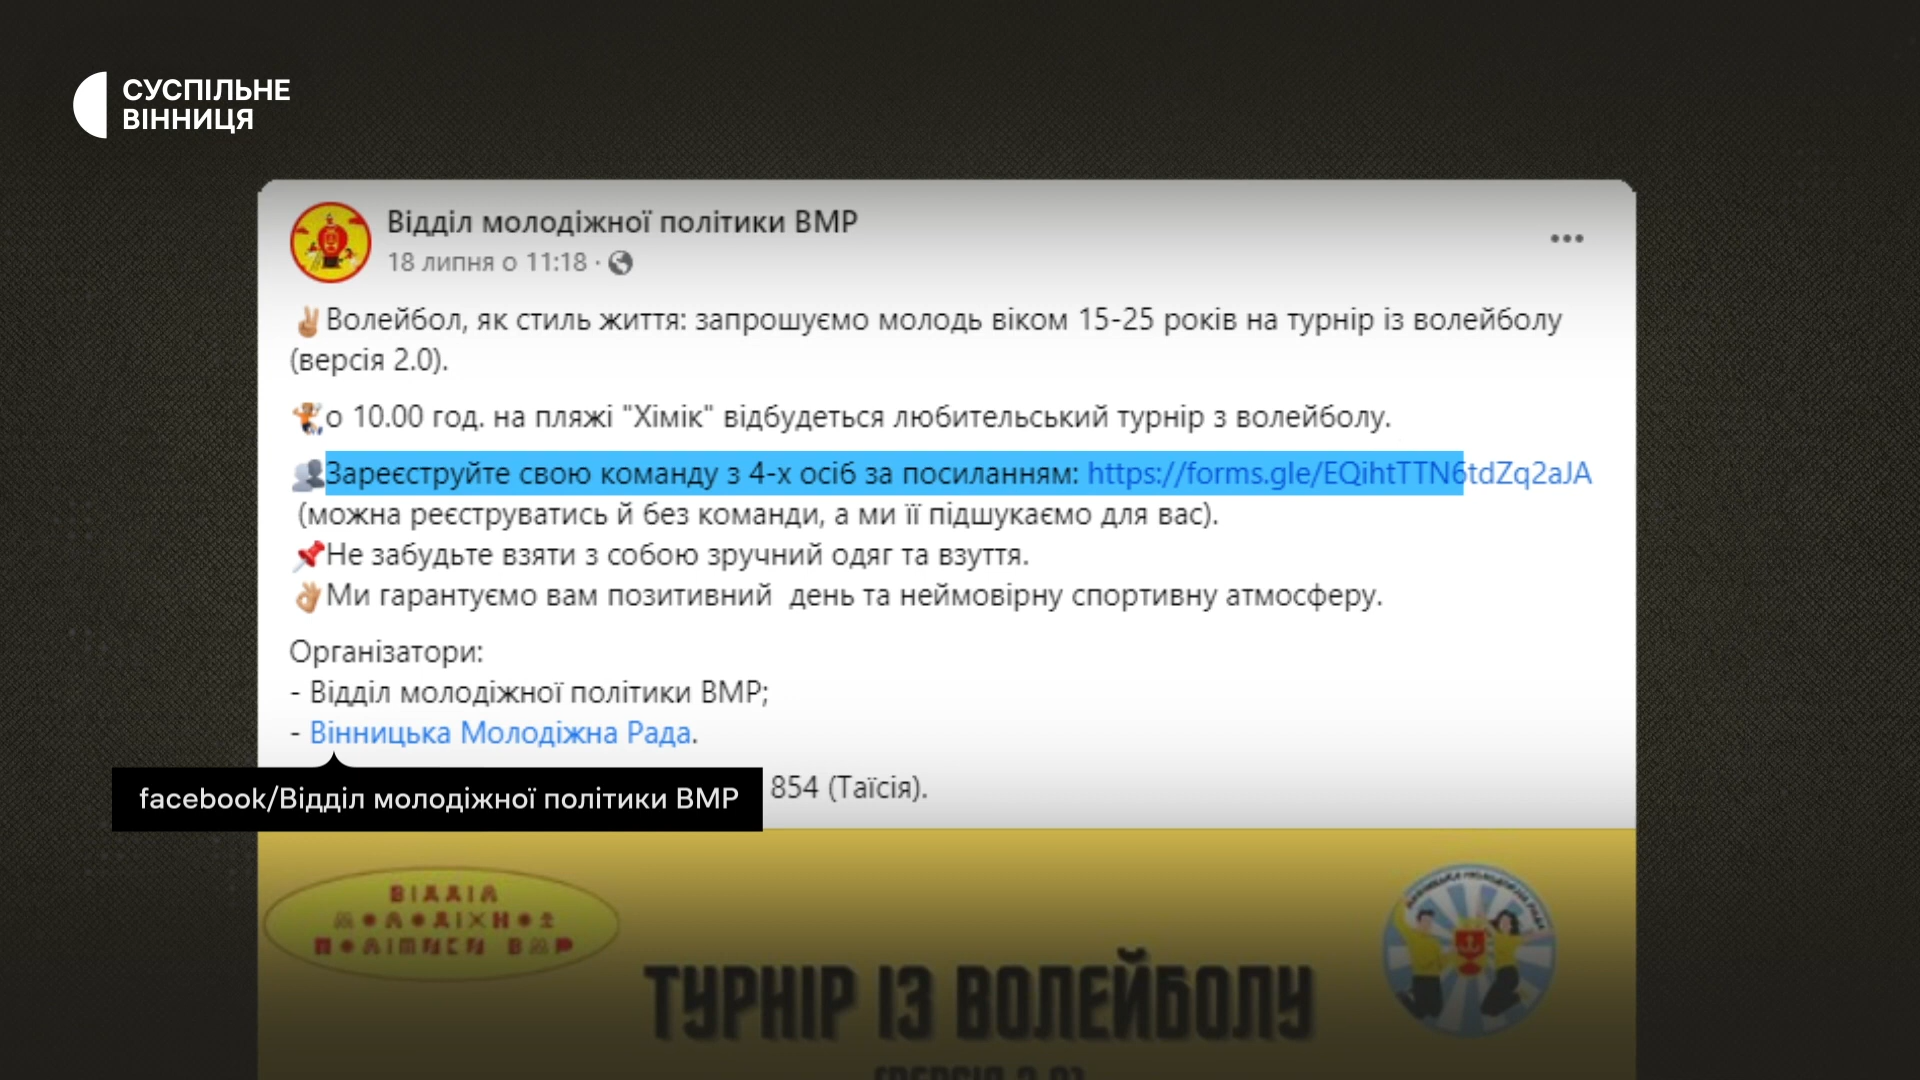 СУСПІЛЬНЕ
ВІННИЦЯ
Відділ молодіжної політики ВМР
18 липня о 11:18 ·
Волейбол, як стиль життя: запрошуємо молодь віком 15-25 років на турнір із волейболу
(версія 2.0).
о 10.00 год. на пляжі "Хімік" відбудеться любительський турнір з волейболу.
Зареєструйте свою команду з 4-х осіб за посиланням: https://forms.gle/EQihtTTN6tdZq2aJA
(можна реєструватись й без команди, а ми її підшукаємо для вас).
Не забудьте взяти з собою зручний одяг та взуття.
Ми гарантуємо вам позитивний  день та неймовірну спортивну атмосферу.
Організатори:
- Відділ молодіжної політики ВМР;
- Вінницька Молодіжна Рада.
facebook/Відділ молодіжної політики ВМР
854 (Таїсія).
ВІДДІЛ
МОЛОДІЖНОЇ
ПОЛІТИКИ ВМР
ТУРНІР ІЗ ВОЛЕЙБОЛУ